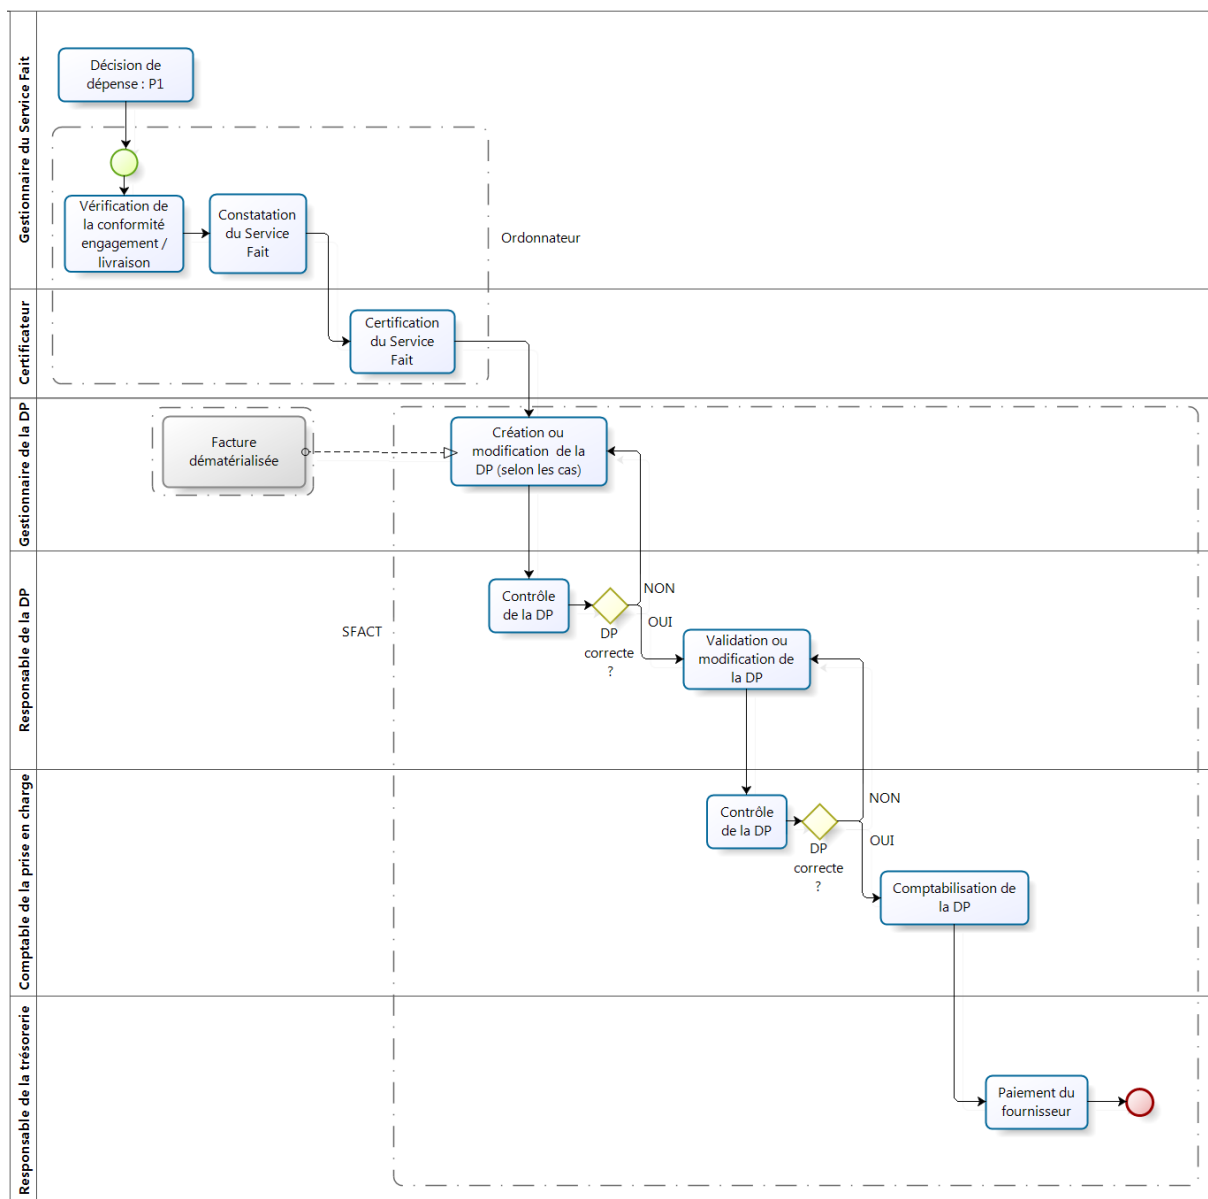 Gestionnaire du Service Fait
Décision de
dépense : P1
Vérification de
la conformité
engagement /
livraison
Constatation
du Service
Fait
Ordonnateur
Certificateur
Certification
du Service
Fait
Gestionnaire de la DP
Facture
dématérialisée
Création ou
modification de la
DP (selon les cas)
Responsable de la DP
SFACT
Contrôle
de la DP
DP
correcte
?
NON
OUI
Validation ou
modification de
la DP
Comptable de la prise en charge
Contrôle
de la DP
DP
correcte
?
NON
OUI
Comptabilisation de
la DP
Responsable de la trésorerie
Paiement du
fournisseur